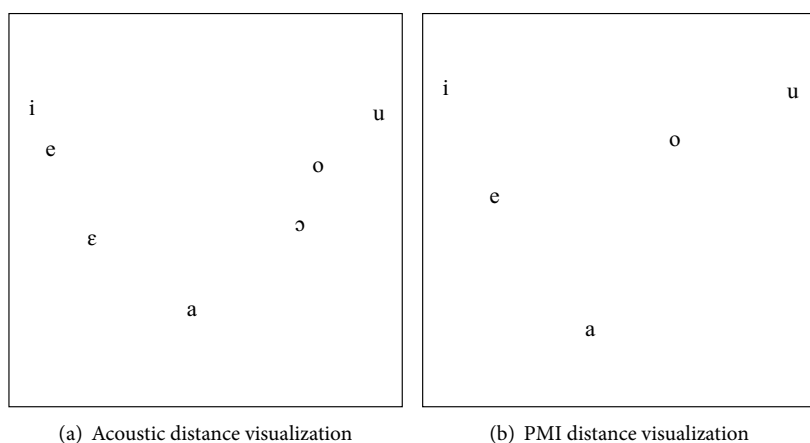 i
u
e
o
ɛ
ɔ
a
(a) Acoustic distance visualization
i
u
o
e
a
(b) PMI distance visualization